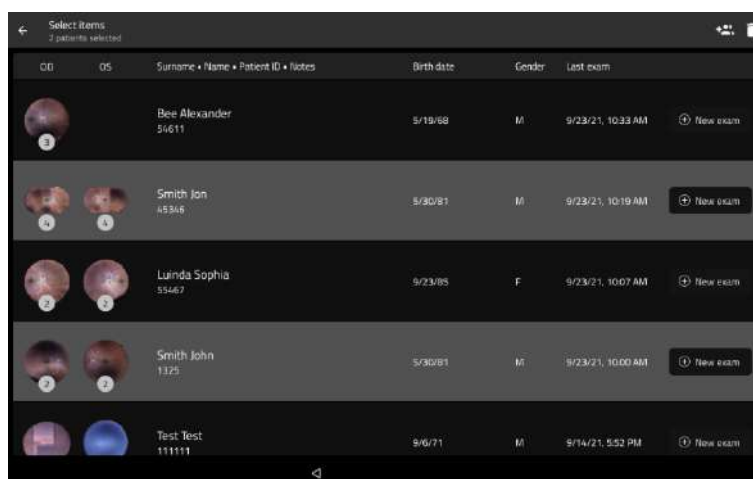 Select items
2 patients selected
OD OS Surname • Name • Patient ID • Notes Birth date Gender Last exam
Bee Alexander
54611
5/19/68 M 9/23/21, 10:33 AM New exam
3
Smith Jon
45346
5/30/81 M 9/23/21, 10:19 AM New exam
4 4
Luinda Sophia
55467
9/23/85 F 9/23/21, 10:07 AM New exam
2 2
Smith John
1325
5/30/81 M 9/23/21, 10:00 AM New exam
2 2
Test Test
111111
9/6/71 M 9/14/21, 5:52 PM New exam